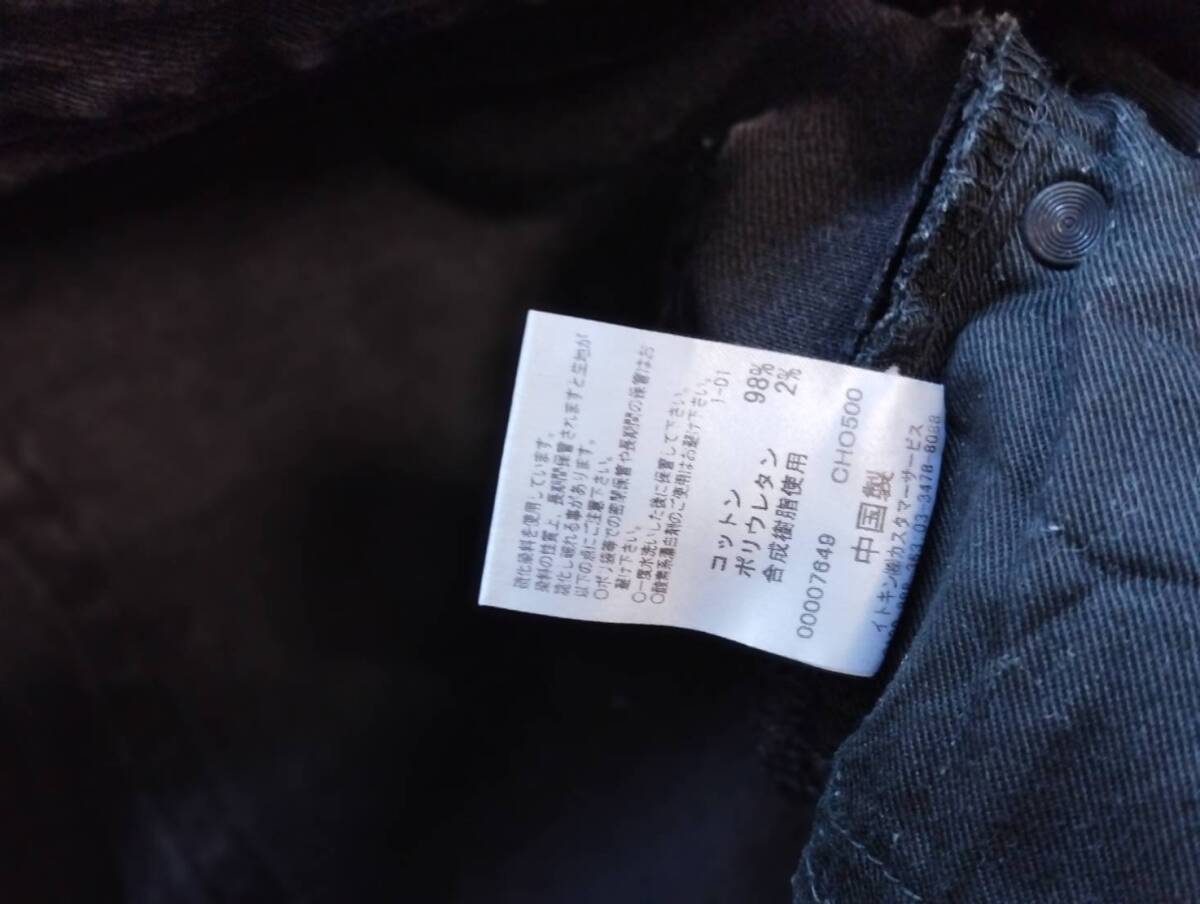 硫化染料を使用しています。
染料の性質上、長期間保管されますと生地が
脆化し破れる事があります。
以下の点にご注意下さい。
○ポリ袋等での密閉保管や長期間の保管はお
避け下さい。
○一度水洗いした後に保管して下さい。
○酸素系漂白剤のご使用はお避け下さい。
1-01
コットン 98%
ポリウレタン 2%
合成樹脂使用
00007649 CHO500
中国製
イトキン㈱カスタマーサービス
03-3478-8088